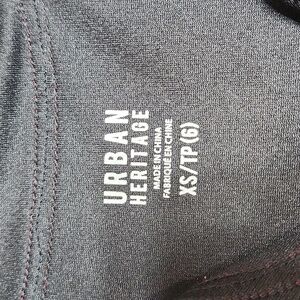 URBAN
HERITAGE
MADE IN CHINA
FABRIQUÉ EN CHINE
XS/TP(6)